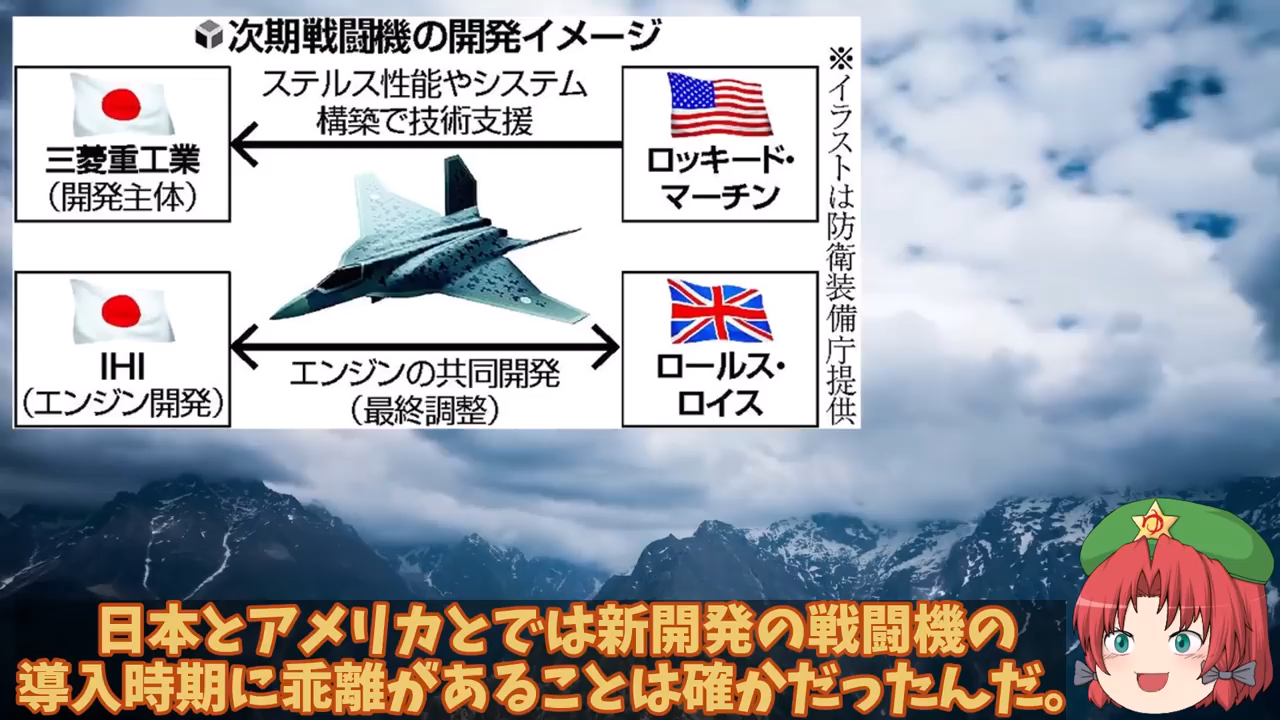 次期戦闘機の開発イメージ
ステルス性能やシステム
構築で技術支援
三菱重工業
（開発主体）
ロッキード・
マーチン
IHI
（エンジン開発）
エンジンの共同開発
（最終調整）
ロールス・
ロイス
※イラストは防衛装備庁提供
日本とアメリカとでは新開発の戦闘機の
導入時期に乖離があることは確かだったんだ。